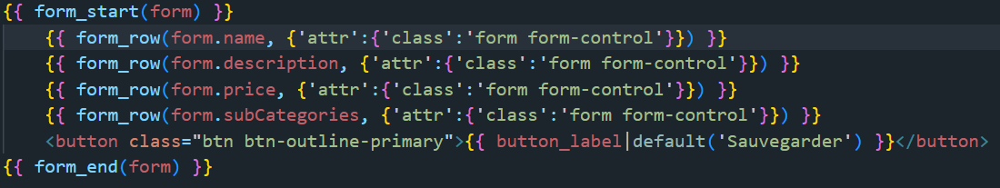 {{ form_start(form) }}
{{ form_row(form.name, {'attr':{'class':'form form-control'}}) }}
{{ form_row(form.description, {'attr':{'class':'form form-control'}}) }}
{{ form_row(form.price, {'attr':{'class':'form form-control'}}) }}
{{ form_row(form.subCategories, {'attr':{'class':'form form-control'}}) }}
<button class="btn btn-outline-primary">{{ button_label|default('Sauvegarder') }}</button>
{{ form_end(form) }}